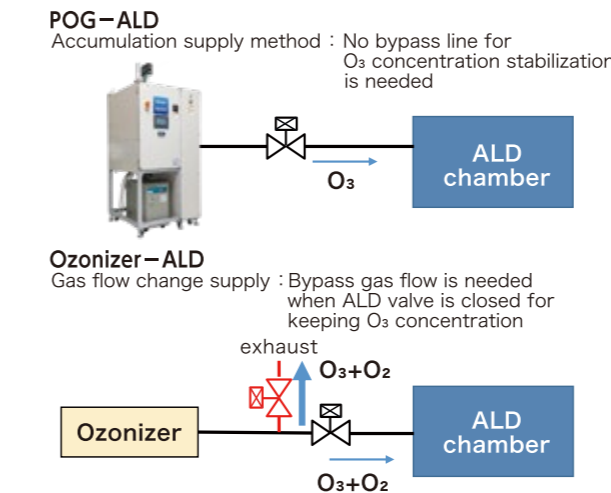 POG－ALD
Accumulation supply method：No bypass line for
O₃ concentration stabilization
is needed
O₃
ALD
chamber
Ozonizer－ALD
Gas flow change supply：Bypass gas flow is needed
when ALD valve is closed for
keeping O₃ concentration
exhaust
O₃+O₂
Ozonizer
ALD
chamber
O₃+O₂